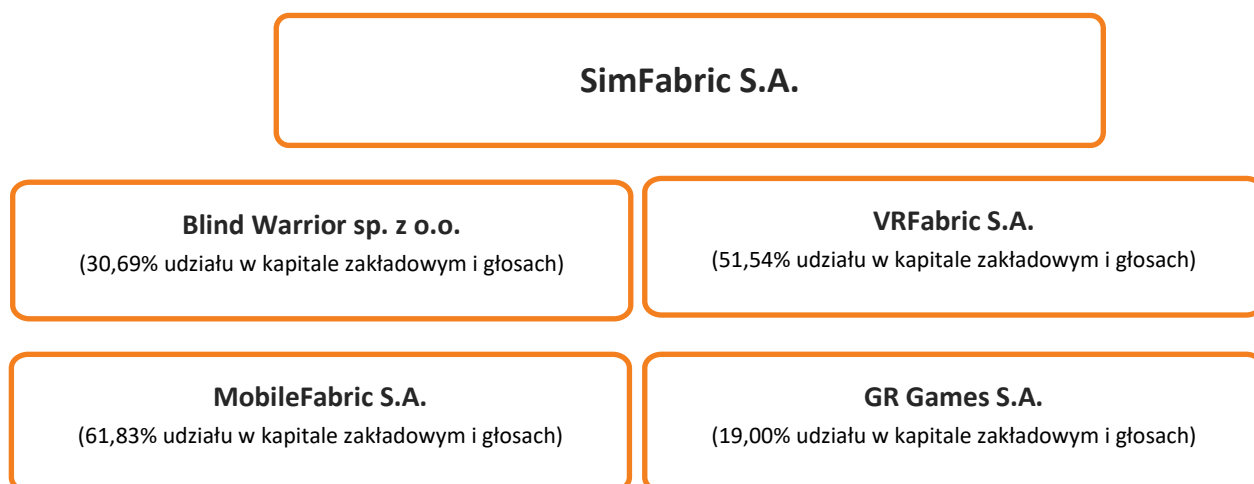 SimFabric S.A.
Blind Warrior sp. z o.o.
(30,69% udziału w kapitale zakładowym i głosach)
VRFabric S.A.
(51,54% udziału w kapitale zakładowym i głosach)
MobileFabric S.A.
(61,83% udziału w kapitale zakładowym i głosach)
GR Games S.A.
(19,00% udziału w kapitale zakładowym i głosach)